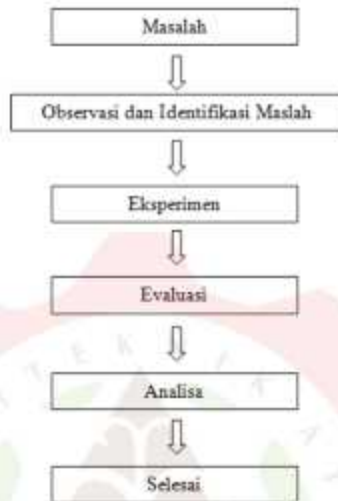 Masalah
Observasi dan Identifikasi Maslah
Eksperimen
Evaluasi
Analisa
Selesai